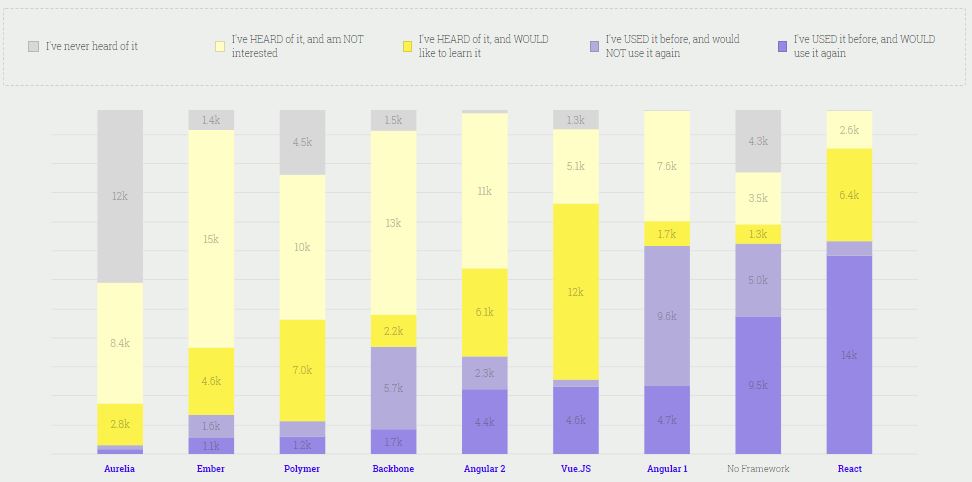 I've never heard of it
I've HEARD of it, and am NOT
interested
I've HEARD of it, and WOULD
like to learn it
I've USED it before, and would
NOT use it again
I've USED it before, and WOULD
use it again
12k
8.4k
2.8k
1.4k
15k
4.6k
1.6k
1.1k
4.5k
10k
7.0k
1.2k
1.5k
13k
2.2k
5.7k
1.7k
11k
6.1k
2.3k
4.4k
1.3k
5.1k
12k
4.6k
7.6k
1.7k
9.6k
4.7k
4.3k
3.5k
1.3k
5.0k
9.5k
2.6k
6.4k
14k
Aurelia
Ember
Polymer
Backbone
Angular 2
Vue.JS
Angular 1
No Framework
React